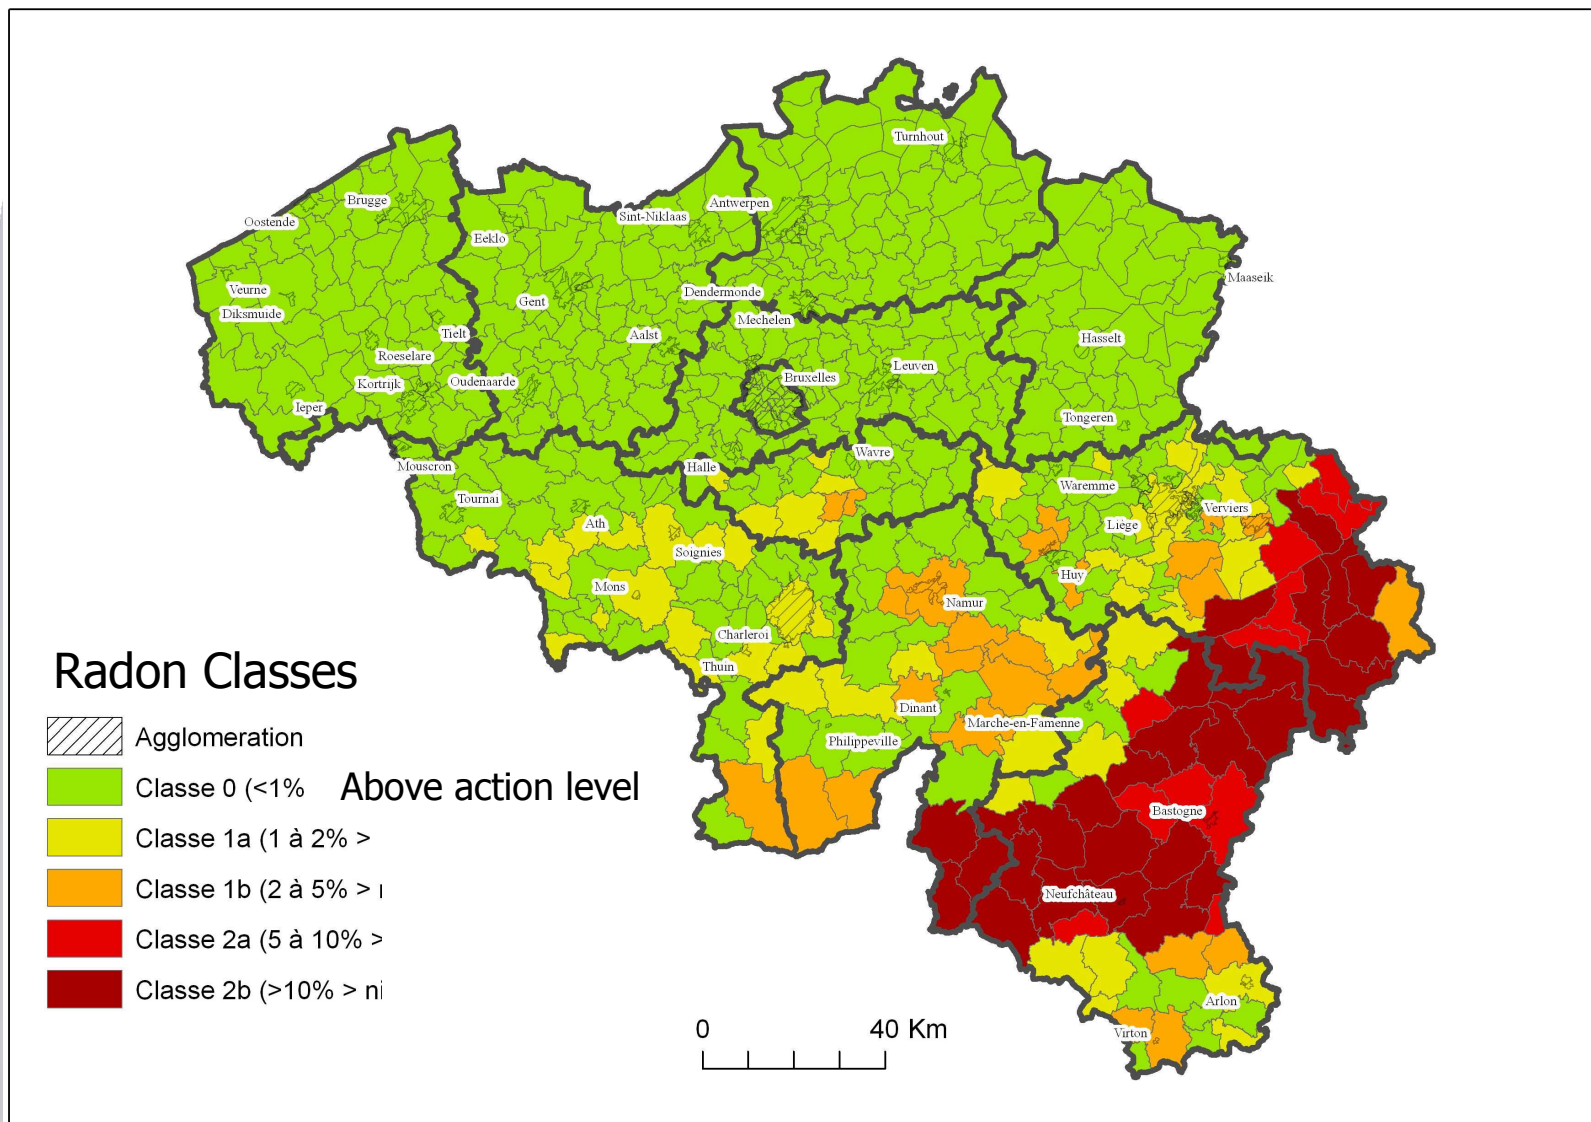 Turnhout
Brugge
Antwerpen
Sint-Niklaas
Oostende
Eeklo
Maaseik
Veurne
Dendermonde
Gent
Diksmuide
Mechelen
Tielt
Aalst
Hasselt
Roeselare
Leuven
Bruxelles
Kortrijk
Oudenaarde
Ieper
Tongeren
Wavre
Mouscron
Halle
Waremme
Tournai
Verviers
Ath
Liège
Soignies
Huy
Mons
Namur
Charleroi
Thuin
Dinant
Marche-en-Famenne
Philippeville
Bastogne
Neufchâteau
Arlon
Virton
Radon Classes
Agglomeration
Classe 0 (<1% Above action level
Classe 1a (1 à 2% >
Classe 1b (2 à 5% >
Classe 2a (5 à 10% >
Classe 2b (>10% > ni
0 40 Km